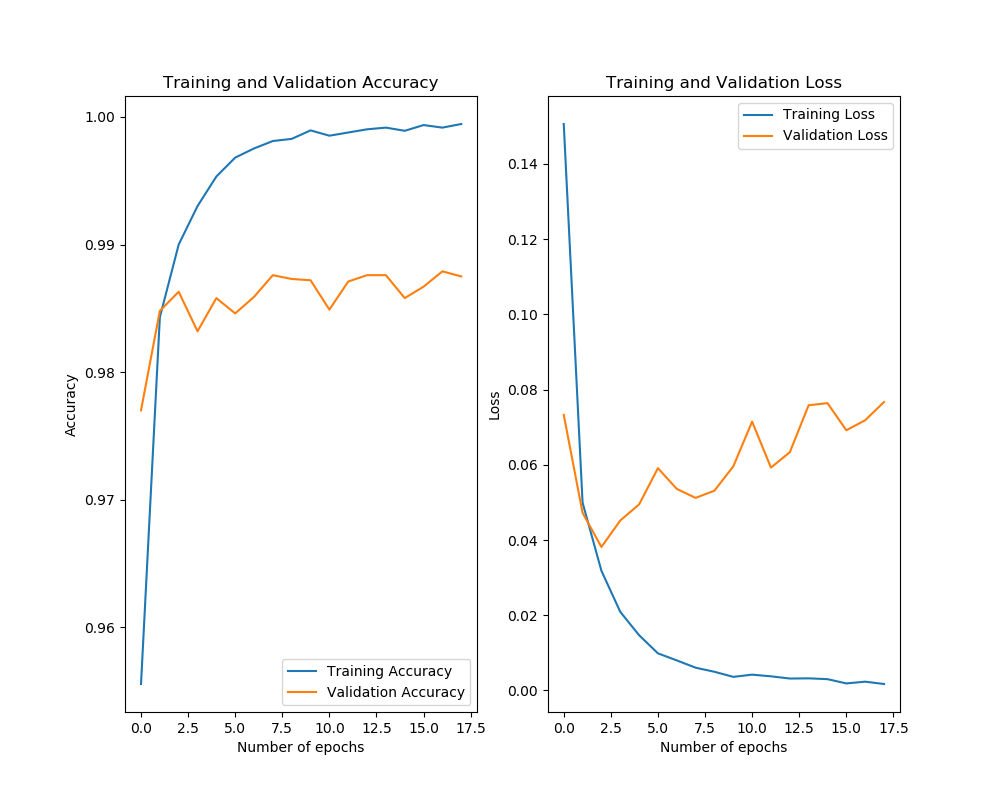 Training and Validation Accuracy
1.00
0.99
0.98
0.97
0.96
Accuracy
Training Accuracy
Validation Accuracy
0.0 2.5 5.0 7.5 10.0 12.5 15.0 17.5
Number of epochs
Training and Validation Loss
Training Loss
Validation Loss
0.14
0.12
0.10
0.08
0.06
0.04
0.02
0.00
Loss
0.0 2.5 5.0 7.5 10.0 12.5 15.0 17.5
Number of epochs